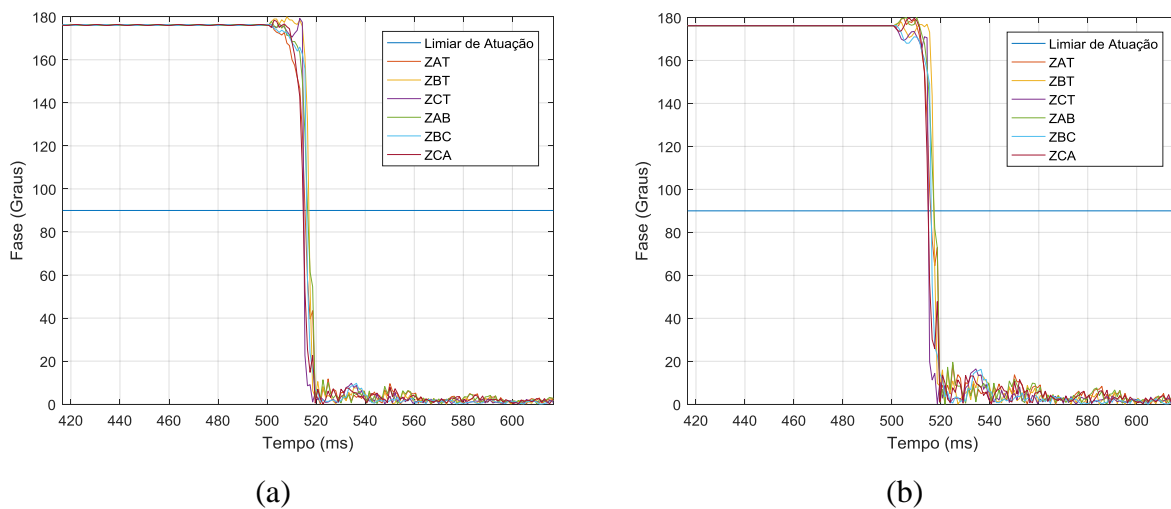 180
160
140
120
100
80
60
40
20
0
Fase (Graus)
420 440 460 480 500 520 540 560 580 600
Tempo (ms)
Limiar de Atuação
ZAT
ZBT
ZCT
ZAB
ZBC
ZCA
(a)
180
160
140
120
100
80
60
40
20
0
Fase (Graus)
420 440 460 480 500 520 540 560 580 600
Tempo (ms)
Limiar de Atuação
ZAT
ZBT
ZCT
ZAB
ZBC
ZCA
(b)